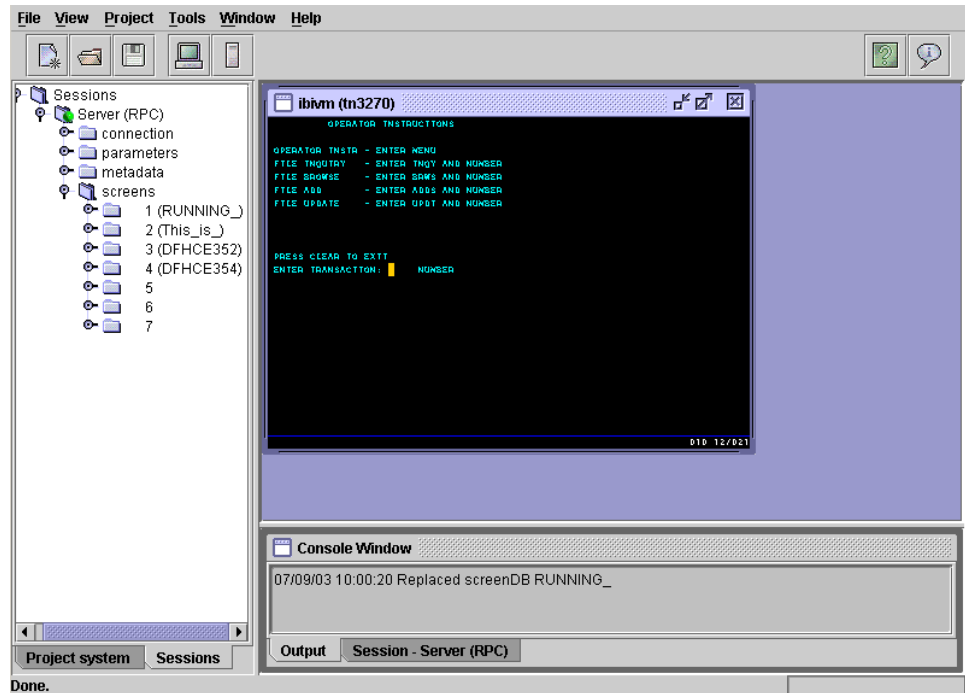 File View Project Tools Window Help
Sessions
Server (RPC)
connection
parameters
metadata
screens
1 (RUNNING_)
2 (This_is_)
3 (DFHCE352)
4 (DFHCE354)
5
6
7
Project system Sessions
ibivm (tn3270)
OPERATOR INSTRUCTIONS
OPERATOR INSTR - ENTER MENU
FILE INQUIRY - ENTER INQY AND NUMBER
FILE BROWSE - ENTER BRWS AND NUMBER
FILE ADD - ENTER ADDS AND NUMBER
FILE UPDATE - ENTER UPDT AND NUMBER
PRESS CLEAR TO EXIT
ENTER TRANSACTION: NUMBER
010 12/021
Console Window
07/09/03 10:00:20 Replaced screenDB RUNNING_
Output Session - Server (RPC)
Done.